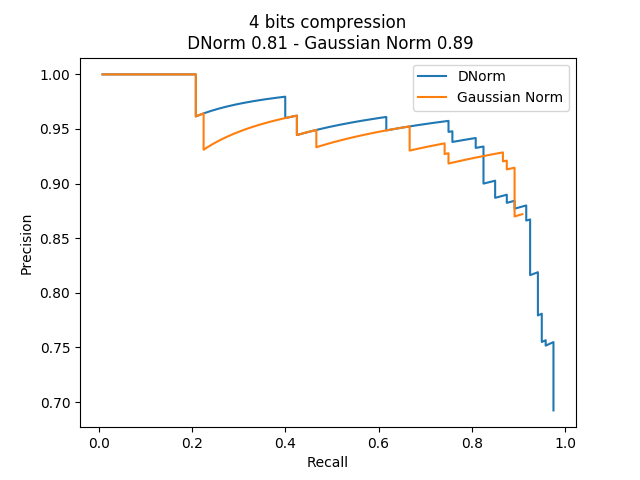 4 bits compression
DNorm 0.81 - Gaussian Norm 0.89
DNorm
Gaussian Norm
1.00
0.95
0.90
0.85
0.80
0.75
0.70
Precision
0.0 0.2 0.4 0.6 0.8 1.0
Recall